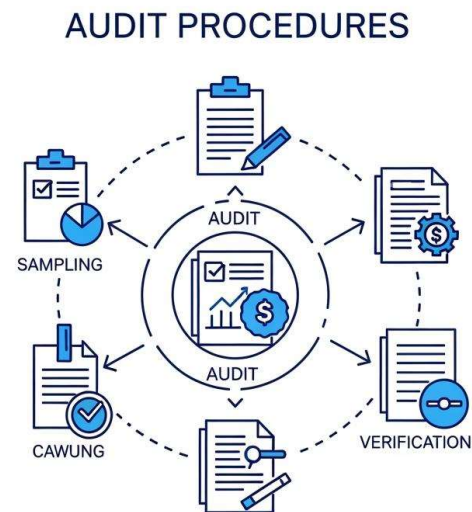 AUDIT PROCEDURES
AUDIT
SAMPLING
AUDIT
CAWUNG
VERIFICATION